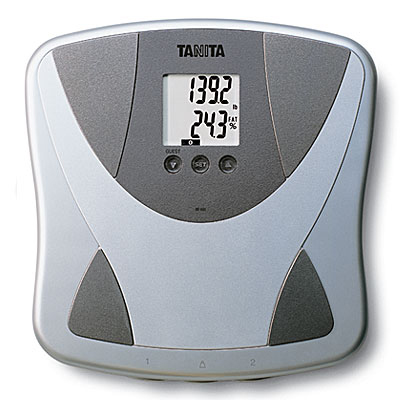 TANITA
139.2 lb
24.3 FAT %
GUEST
SET
1 2